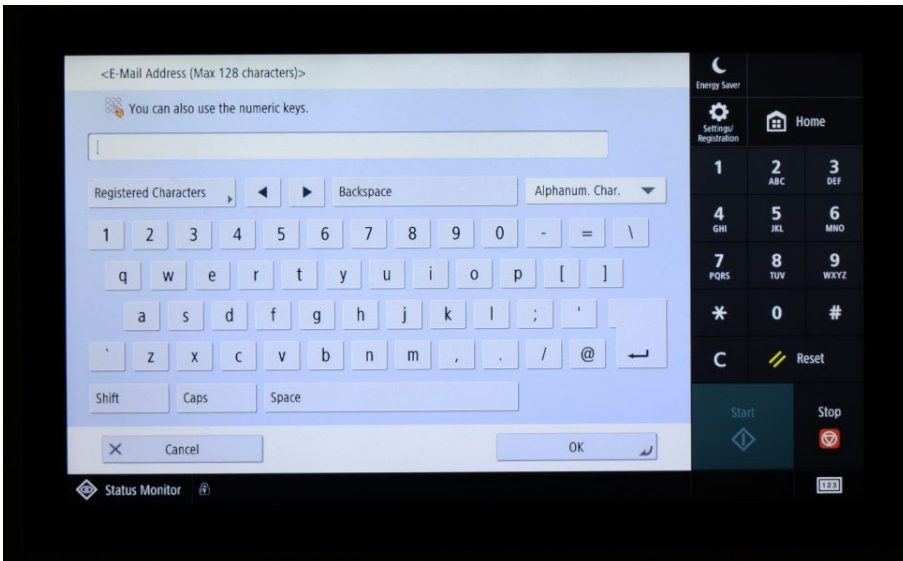 <E-Mail Address (Max 128 characters)>
You can also use the numeric keys.
Registered Characters ◀ ▶ Backspace Alphanum. Char. ▼
1 2 3 4 5 6 7 8 9 0 - = \
q w e r t y u i o p [ ]
a s d f g h j k l ; '
` z x c v b n m , . / @
Shift Caps Space
Cancel OK
Status Monitor
Energy Saver
Settings/
Registration
Home
1 2 3
ABC DEF
4 5 6
GHI JKL MNO
7 8 9
PQRS TUV WXYZ
* 0 #
C Reset
Start Stop
123